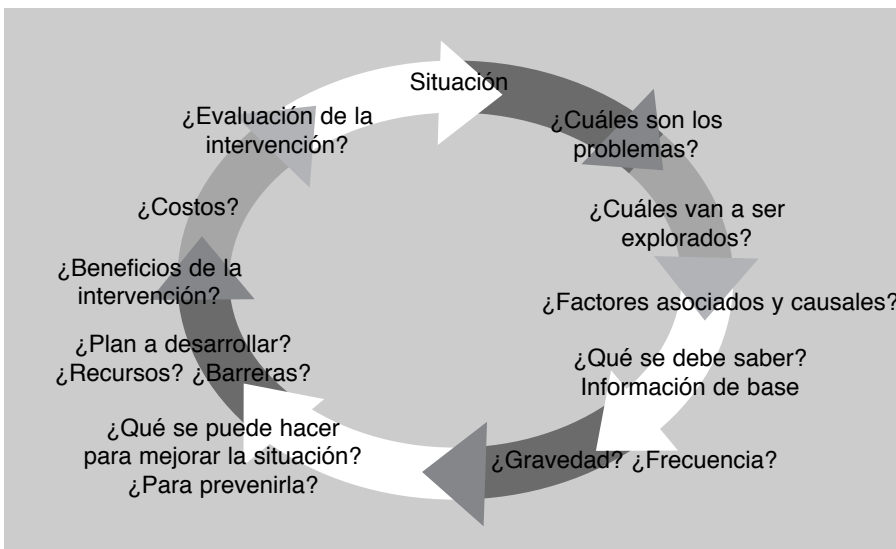 Situación
¿Cuáles son los
problemas?
¿Cuáles van a ser
explorados?
¿Factores asociados y causales?
¿Qué se debe saber?
Información de base
¿Gravedad? ¿Frecuencia?
¿Qué se puede hacer
para mejorar la situación?
¿Para prevenirla?
¿Plan a desarrollar?
¿Recursos? ¿Barreras?
¿Beneficios de la
intervención?
¿Costos?
¿Evaluación de la
intervención?